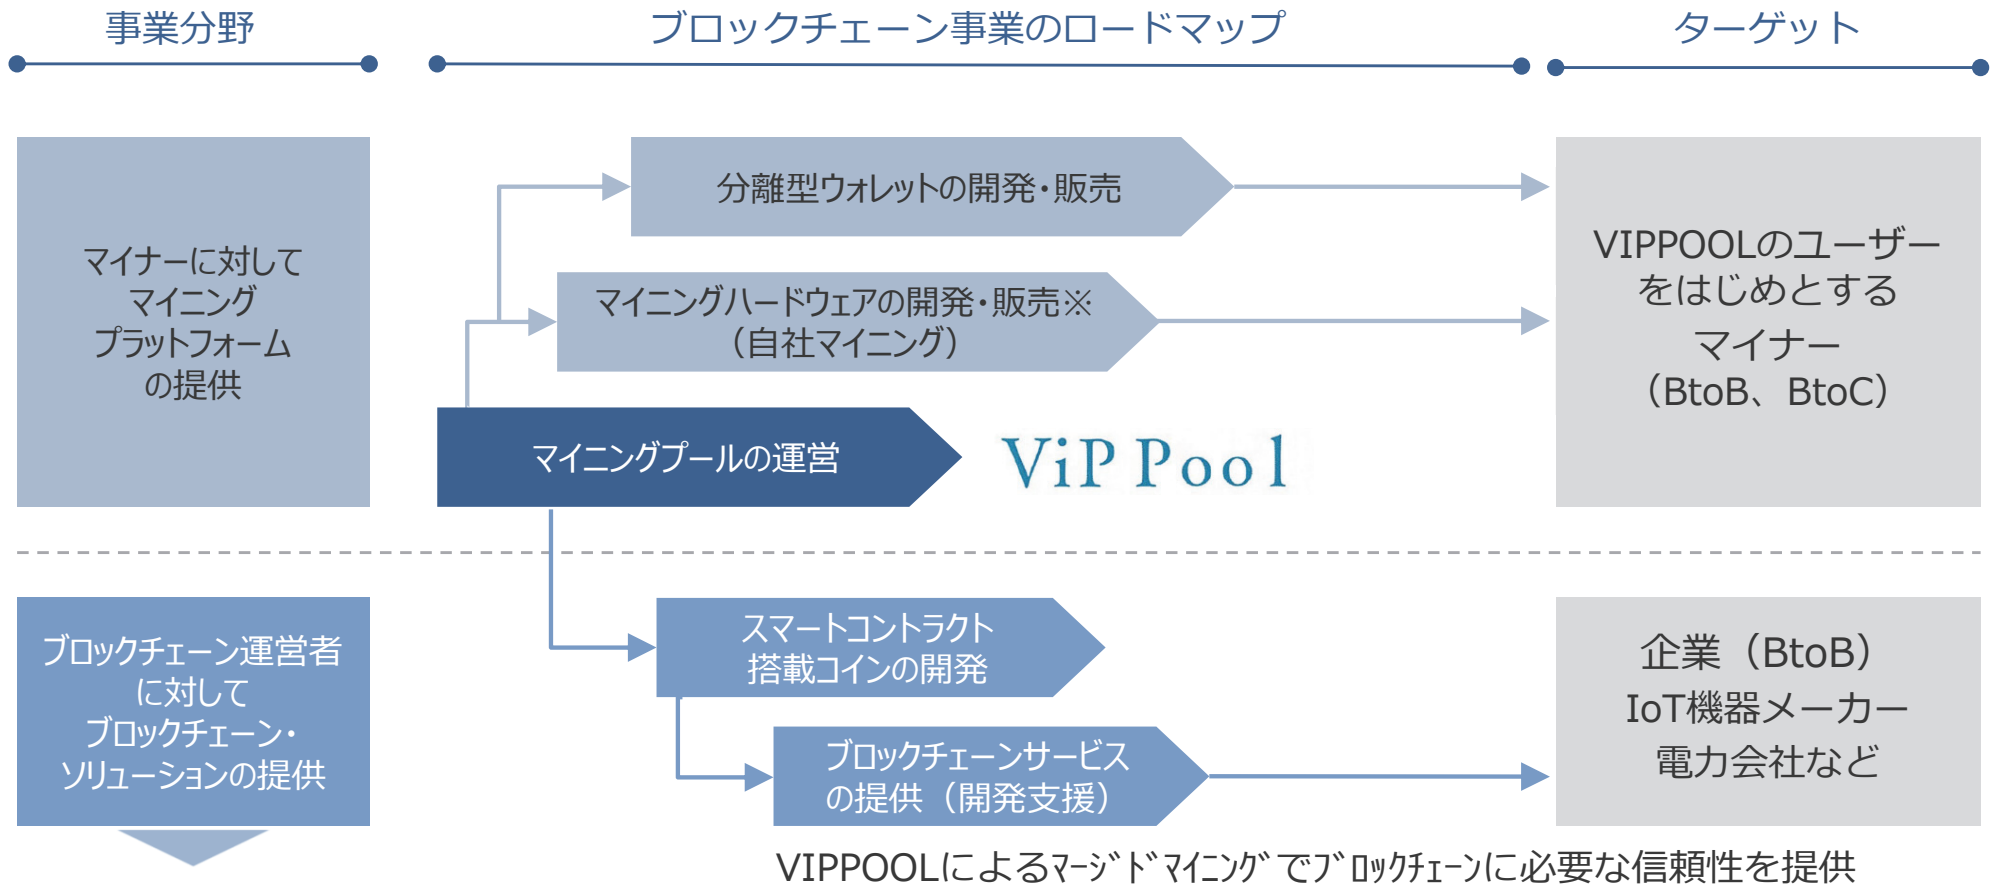 事業分野
ブロックチェーン事業のロードマップ
ターゲット
マイナーに対して
マイニング
プラットフォーム
の提供
分離型ウォレットの開発・販売
マイニングハードウェアの開発・販売※
（自社マイニング）
マイニングプールの運営
ViP Pool
VIPPOOLのユーザー
をはじめとする
マイナー
（BtoB、BtoC）
ブロックチェーン運営者
に対して
ブロックチェーン・
ソリューションの提供
スマートコントラクト
搭載コインの開発
ブロックチェーンサービス
の提供（開発支援）
企業（BtoB）
IoT機器メーカー
電力会社など
VIPPOOLによるﾏｰｼﾞﾄﾞﾏｲﾆﾝｸﾞでﾌﾞﾛｯｸﾁｪｰﾝに必要な信頼性を提供